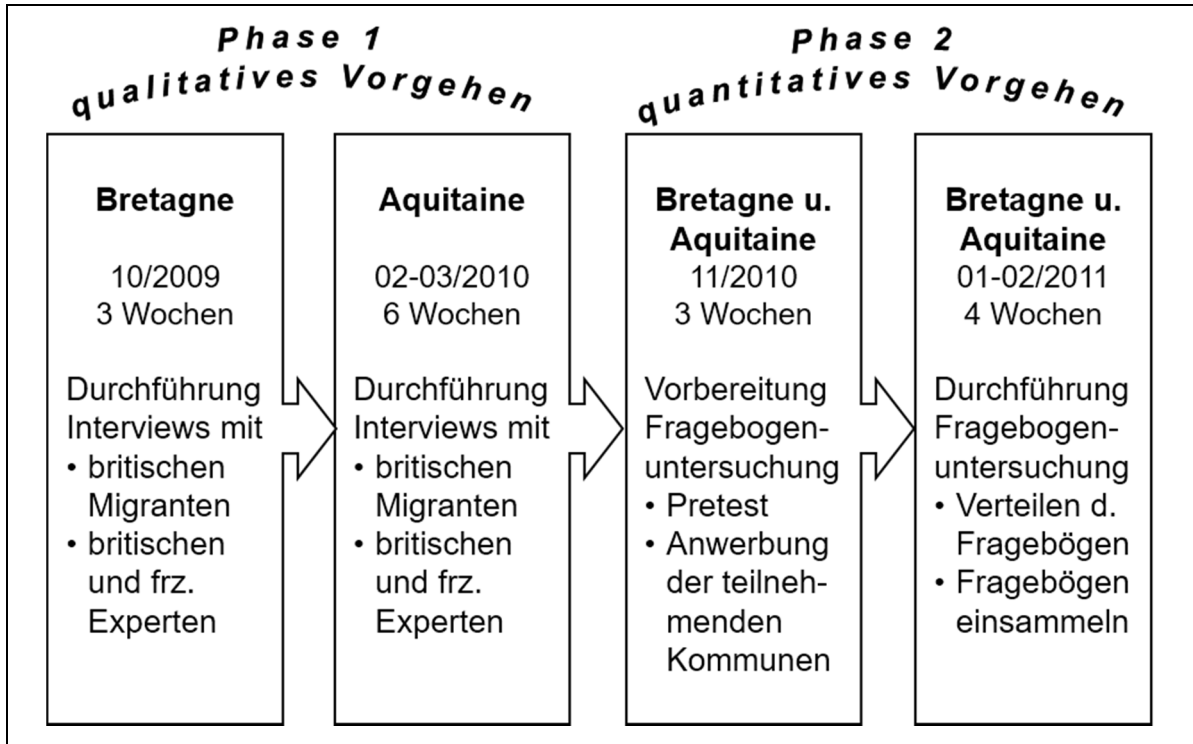 Phase 1
qualitatives Vorgehen
Phase 2
quantitatives Vorgehen
Bretagne
10/2009
3 Wochen
Durchführung
Interviews mit
• britischen
Migranten
• britischen
und frz.
Experten
Aquitaine
02-03/2010
6 Wochen
Durchführung
Interviews mit
• britischen
Migranten
• britischen
und frz.
Experten
Bretagne u.
Aquitaine
11/2010
3 Wochen
Vorbereitung
Fragebogen-
untersuchung
• Pretest
• Anwerbung
der teilneh-
menden
Kommunen
Bretagne u.
Aquitaine
01-02/2011
4 Wochen
Durchführung
Fragebogen-
untersuchung
• Verteilen d.
Fragebögen
• Fragebögen
einsammeln